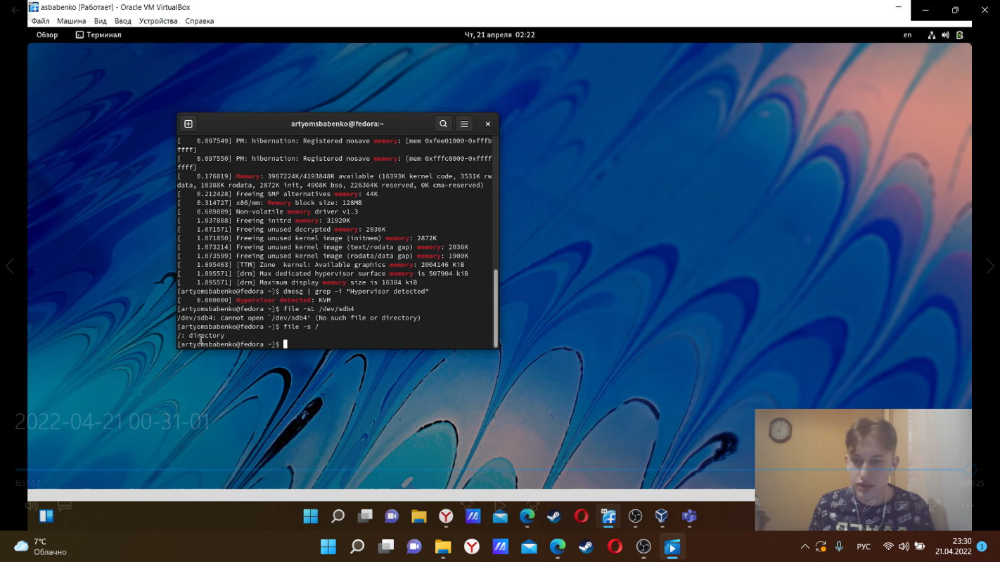 asbabenko [Работает] - Oracle VM VirtualBox
Файл Машина Вид Ввод Устройства Справка
Обзор Терминал Чт, 21 апреля 02:22 en
artyomsbabenko@fedora:~
[    0.097549] PM: hibernation: Registered nosave memory: [mem 0xfee01000-0xfffb
ffff]
[    0.097550] PM: hibernation: Registered nosave memory: [mem 0xfffc0000-0xffff
ffff]
[    0.176819] Memory: 3967224K/4193848K available (16393K kernel code, 3531K rw
data, 10388K rodata, 2872K init, 4908K bss, 226364K reserved, 0K cma-reserved)
[    0.212428] Freeing SMP alternatives memory: 44K
[    0.314727] x86/mm: Memory block size: 128MB
[    0.609809] Non-volatile memory driver v1.3
[    1.037808] Freeing initrd memory: 31920K
[    1.071571] Freeing unused decrypted memory: 2036K
[    1.071850] Freeing unused kernel image (initmem) memory: 2872K
[    1.073214] Freeing unused kernel image (text/rodata gap) memory: 2036K
[    1.073599] Freeing unused kernel image (rodata/data gap) memory: 1900K
[    1.895463] [TTM] Zone  kernel: Available graphics memory: 2004146 KiB
[    1.895571] [drm] Max dedicated hypervisor surface memory is 507904 kiB
[    1.895571] [drm] Maximum display memory size is 16384 kiB
[artyomsbabenko@fedora ~]$ dmesg | grep -i "Hypervisor detected"
[    0.000000] Hypervisor detected: KVM
[artyomsbabenko@fedora ~]$ file -sL /dev/sdb4
/dev/sdb4: cannot open `/dev/sdb4' (No such file or directory)
[artyomsbabenko@fedora ~]$ file -s /
/: directory
[artyomsbabenko@fedora ~]$
2022-04-21 00-31-01
0:57:57 0:00:25
7°C
Облачно
РУС
23:30
21.04.2022
3